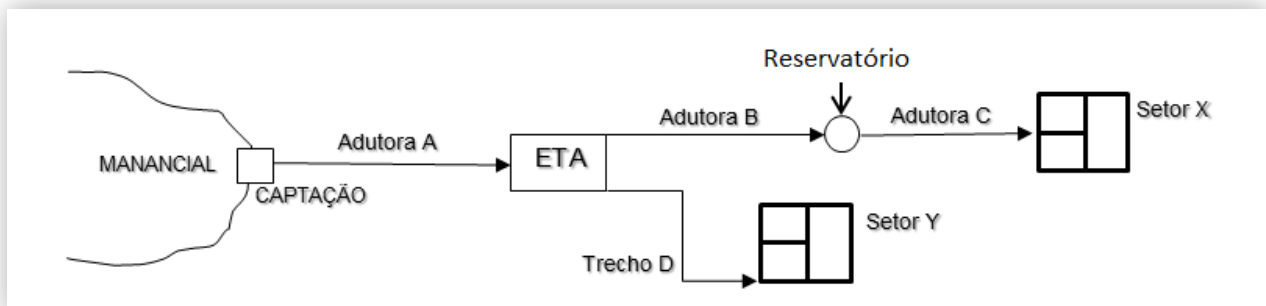 Reservatório
Adutora B
Adutora C
Setor X
Adutora A
ETA
MANANCIAL
CAPTAÇÃO
Setor Y
Trecho D